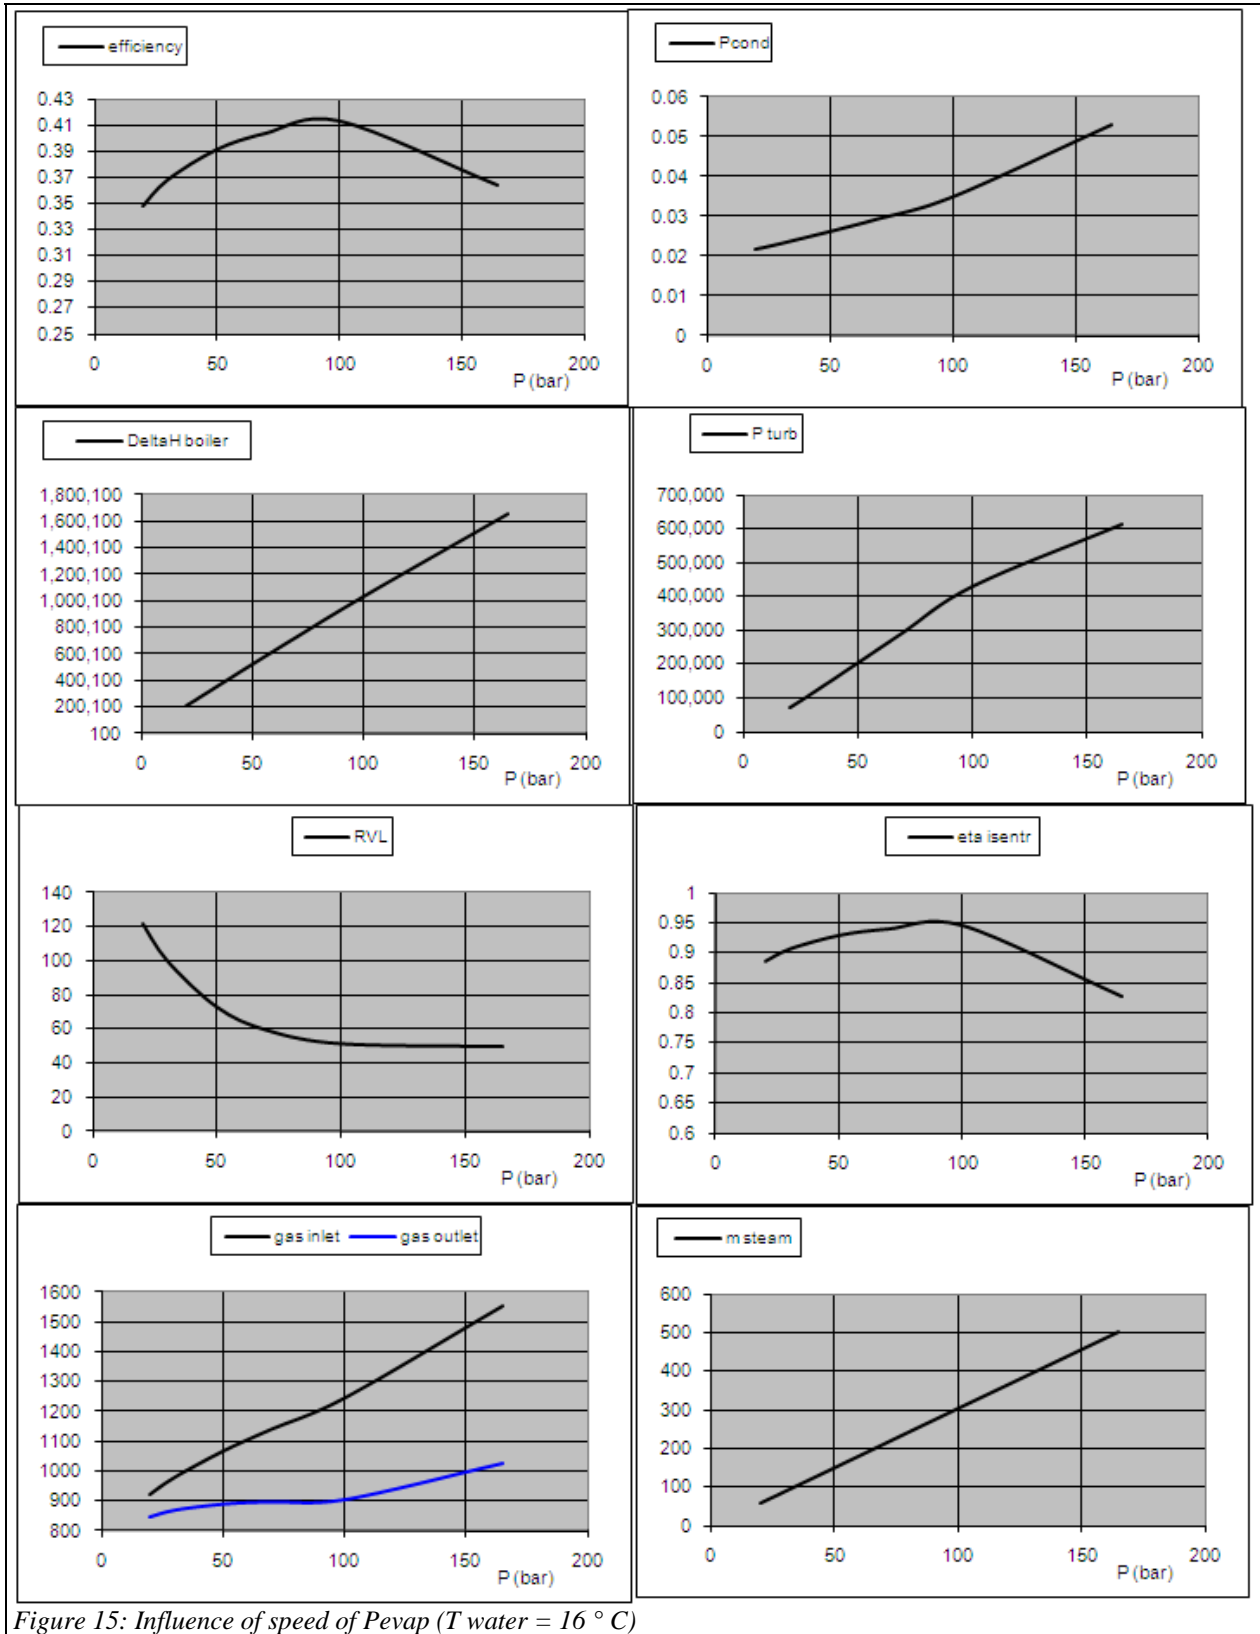 efficiency
0.43
0.41
0.39
0.37
0.35
0.33
0.31
0.29
0.27
0.25
0 50 100 150 200
P (bar)
Pcond
0.06
0.05
0.04
0.03
0.02
0.01
0
0 50 100 150 200
P (bar)
DeltaH boiler
1,800,100
1,600,100
1,400,100
1,200,100
1,000,100
800,100
600,100
400,100
200,100
100
0 50 100 150 200
P (bar)
P turb
700,000
600,000
500,000
400,000
300,000
200,000
100,000
0
0 50 100 150 200
P (bar)
RVL
140
120
100
80
60
40
20
0
0 50 100 150 200
P (bar)
eta isentr
1
0.95
0.9
0.85
0.8
0.75
0.7
0.65
0.6
0 50 100 150 200
P (bar)
gas inlet gas outlet
1600
1500
1400
1300
1200
1100
1000
900
800
0 50 100 150 200
P (bar)
m steam
600
500
400
300
200
100
0
0 50 100 150 200
P (bar)
Figure 15: Influence of speed of Pevap (T water = 16 ° C)